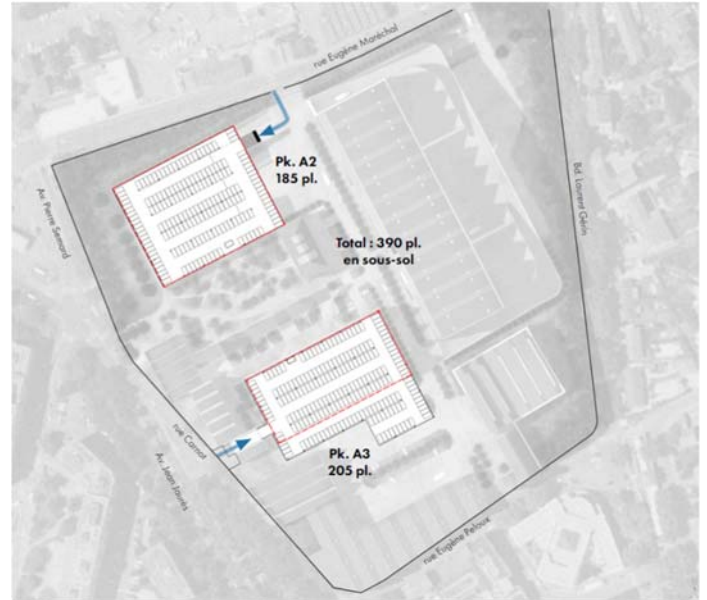 rue Eugène Maréchal
Pk. A2
185 pl.
Av. Pierre Semard
Bd. Laurent Gérin
Total : 390 pl.
en sous-sol
rue Carnot
Av. Jean Jaurès
Pk. A3
205 pl.
rue Eugène Peloux